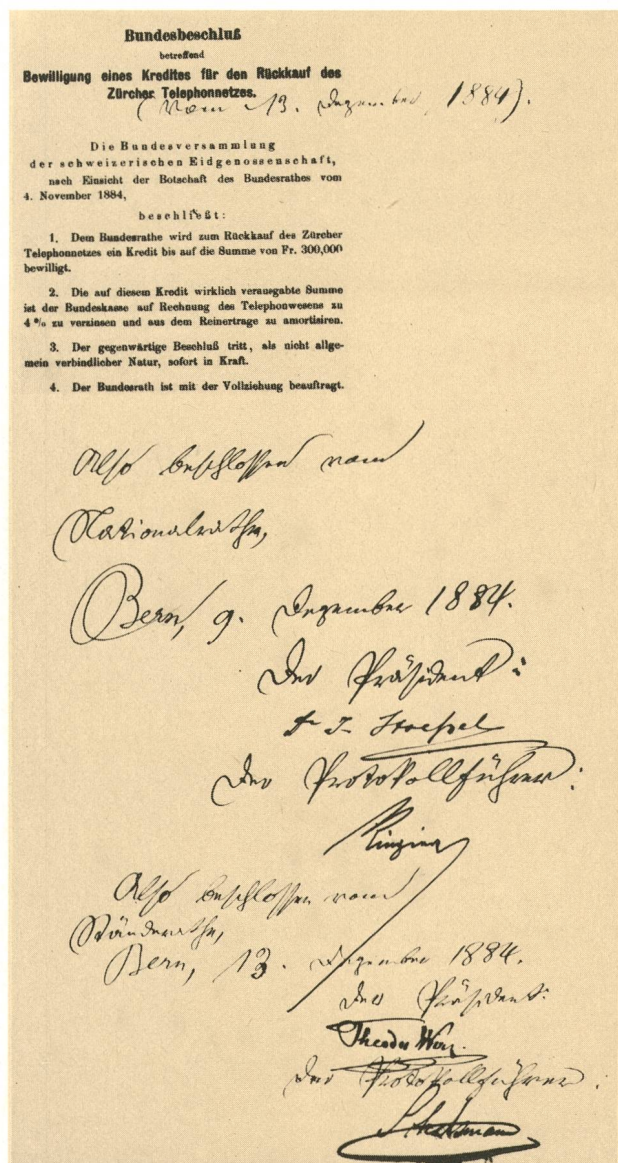 Bundesbeschluß
betreffend
Bewilligung eines Kredites für den Rückkauf des
Zürcher Telephonnetzes.
(Vom 13. Dezember 1884).
Die Bundesversammlung
der schweizerischen Eidgenossenschaft,
nach Einsicht der Botschaft des Bundesrathes vom
4. November 1884,
beschließt:
1. Dem Bundesrathe wird zum Rückkauf des Zürcher
Telephonnetzes ein Kredit bis auf die Summe von Fr. 300,000
bewilligt.
2. Die auf diesem Kredit wirklich verausgabte Summe
ist der Bundeskasse auf Rechnung des Telephonwesens zu
4 % zu verzinsen und aus dem Reinertrage zu amortisiren.
3. Der gegenwärtige Beschluß tritt, als nicht allge-
mein verbindlicher Natur, sofort in Kraft.
4. Der Bundesrath ist mit der Vollziehung beauftragt.
Also beschlossen vom
Nationalrathe,
Bern, 9. Dezember 1884.
Der Präsident:
Der Protokollführer:
Ringier
Also beschlossen vom
Ständerathe,
Bern, 13. Dezember 1884.
Der Präsident:
Theodor Wirz.
Der Protokollführer: